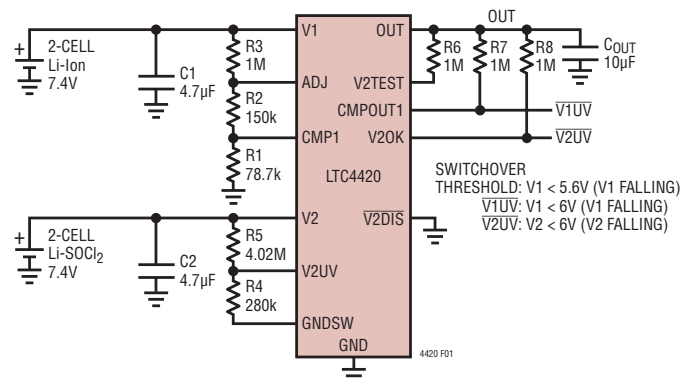 OUT
2-CELL
Li-Ion
7.4V
+
C1
4.7µF
R3
1M
R2
150k
R1
78.7k
V1
ADJ
CMP1
LTC4420
V2
V2UV
GNDSW
GND
OUT
V2TEST
CMPOUT1
V2OK
V2DIS
R6
1M
R7
1M
R8
1M
COUT
10µF
V1UV
V2UV
SWITCHOVER
THRESHOLD: V1 < 5.6V (V1 FALLING)
V1UV: V1 < 6V (V1 FALLING)
V2UV: V2 < 6V (V2 FALLING)
+
2-CELL
Li-SOCl2
7.4V
C2
4.7µF
R5
4.02M
R4
280k
4420 F01